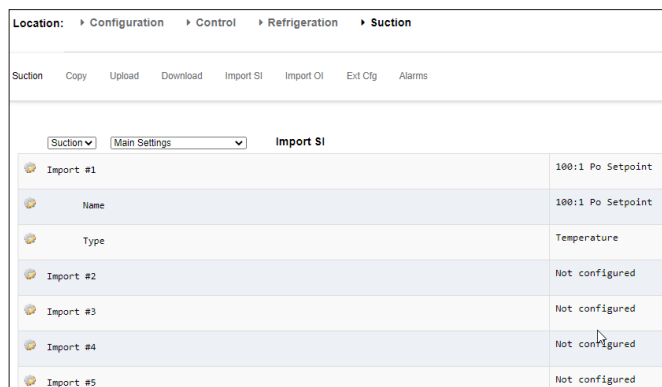 Location: Configuration Control Refrigeration Suction
Suction Copy Upload Download Import SI Import OI Ext Cfg Alarms
Suction Main Settings Import SI
Import #1 100:1 Po Setpoint
Name 100:1 Po Setpoint
Type Temperature
Import #2 Not configured
Import #3 Not configured
Import #4 Not configured
Import #5 Not configured